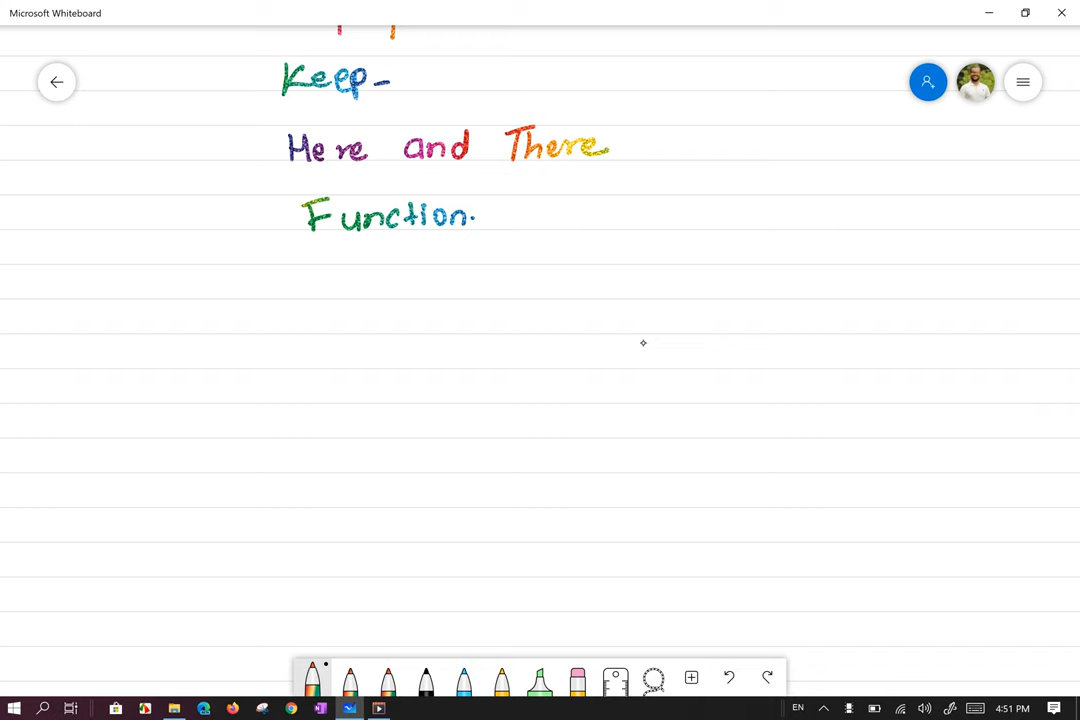 Microsoft Whiteboard
Keep-
Here and There
Function.
EN
4:51 PM